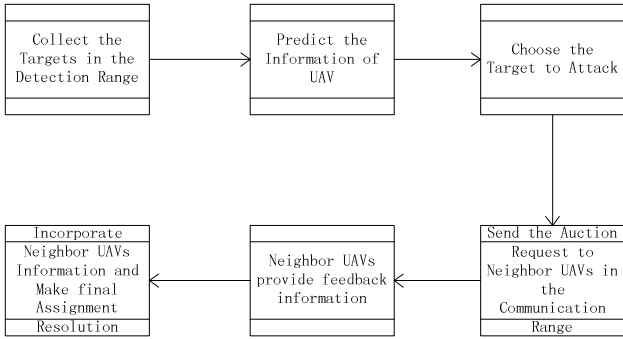 Collect the
Targets in the
Detection Range
Predict the
Information of
UAV
Choose the
Target to Attack
Send the Auction
Request to
Neighbor UAVs in
the
Communication
Range
Neighbor UAVs
provide feedback
information
Incorporate
Neighbor UAVs
Information and
Make final
Assignment
Resolution